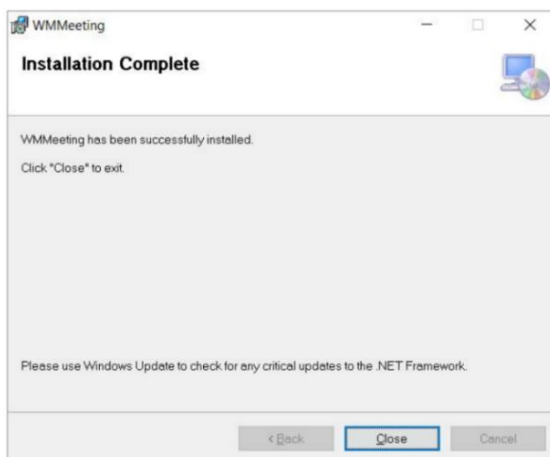 WMMeeting
Installation Complete
WMMeeting has been successfully installed.
Click "Close" to exit.
Please use Windows Update to check for any critical updates to the .NET Framework.
< Back
Close
Cancel